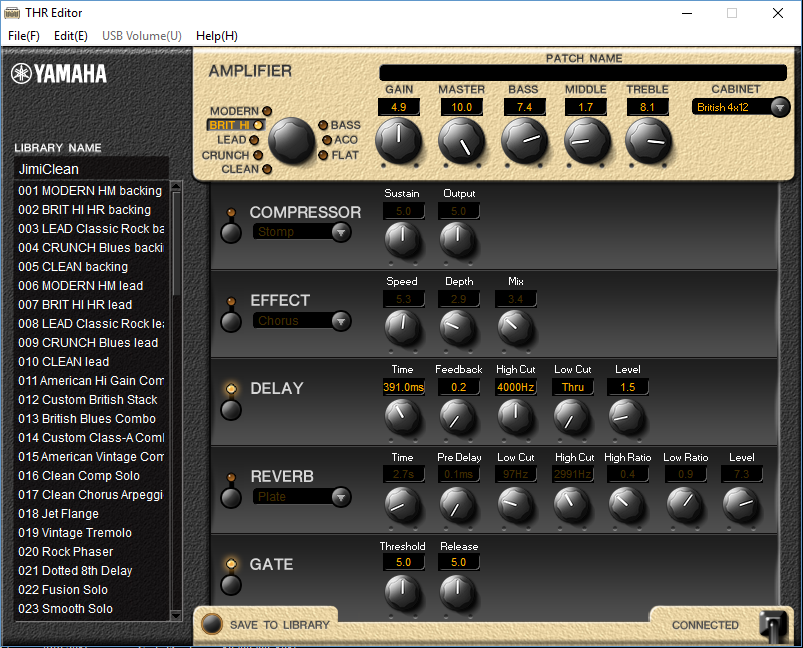 THR Editor
File(F) Edit(E) USB Volume(U) Help(H)
YAMAHA
LIBRARY NAME
JimiClean
001 MODERN HM backing
002 BRIT HI HR backing
003 LEAD Classic Rock ba
004 CRUNCH Blues backi
005 CLEAN backing
006 MODERN HM lead
007 BRIT HI HR lead
008 LEAD Classic Rock lea
009 CRUNCH Blues lead
010 CLEAN lead
011 American Hi Gain Com
012 Custom British Stack
013 British Blues Combo
014 Custom Class-A Coml
015 American Vintage Com
016 Clean Comp Solo
017 Clean Chorus Arpeggi
018 Jet Flange
019 Vintage Tremolo
020 Rock Phaser
021 Dotted 8th Delay
022 Fusion Solo
023 Smooth Solo
AMPLIFIER
PATCH NAME
GAIN MASTER BASS MIDDLE TREBLE CABINET
4.9 10.0 7.4 1.7 8.1 British 4x12
MODERN
BRIT HI BASS
LEAD ACO
CRUNCH FLAT
CLEAN
COMPRESSOR
Stomp
Sustain Output
5.0 5.0
EFFECT
Chorus
Speed Depth Mix
5.3 2.9 3.4
DELAY
Time Feedback High Cut Low Cut Level
391.0ms 0.2 4000Hz Thru 1.5
REVERB
Plate
Time Pre Delay Low Cut High Cut High Ratio Low Ratio Level
2.7s 0.1ms 97Hz 2991Hz 0.4 0.9 7.3
GATE
Threshold Release
5.0 5.0
SAVE TO LIBRARY
CONNECTED